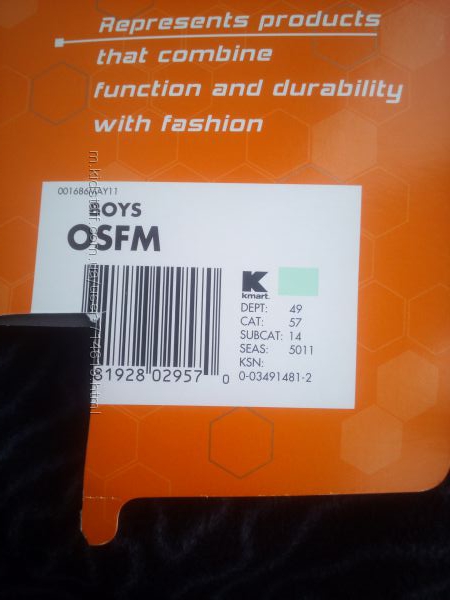 Represents products
that combine
function and durability
with fashion
001686MAY11
BOYS
OSFM
K
kmart.
DEPT: 49
CAT: 57
SUBCAT: 14
SEAS: 5011
KSN:
0-03491481-2
81928 02957 0